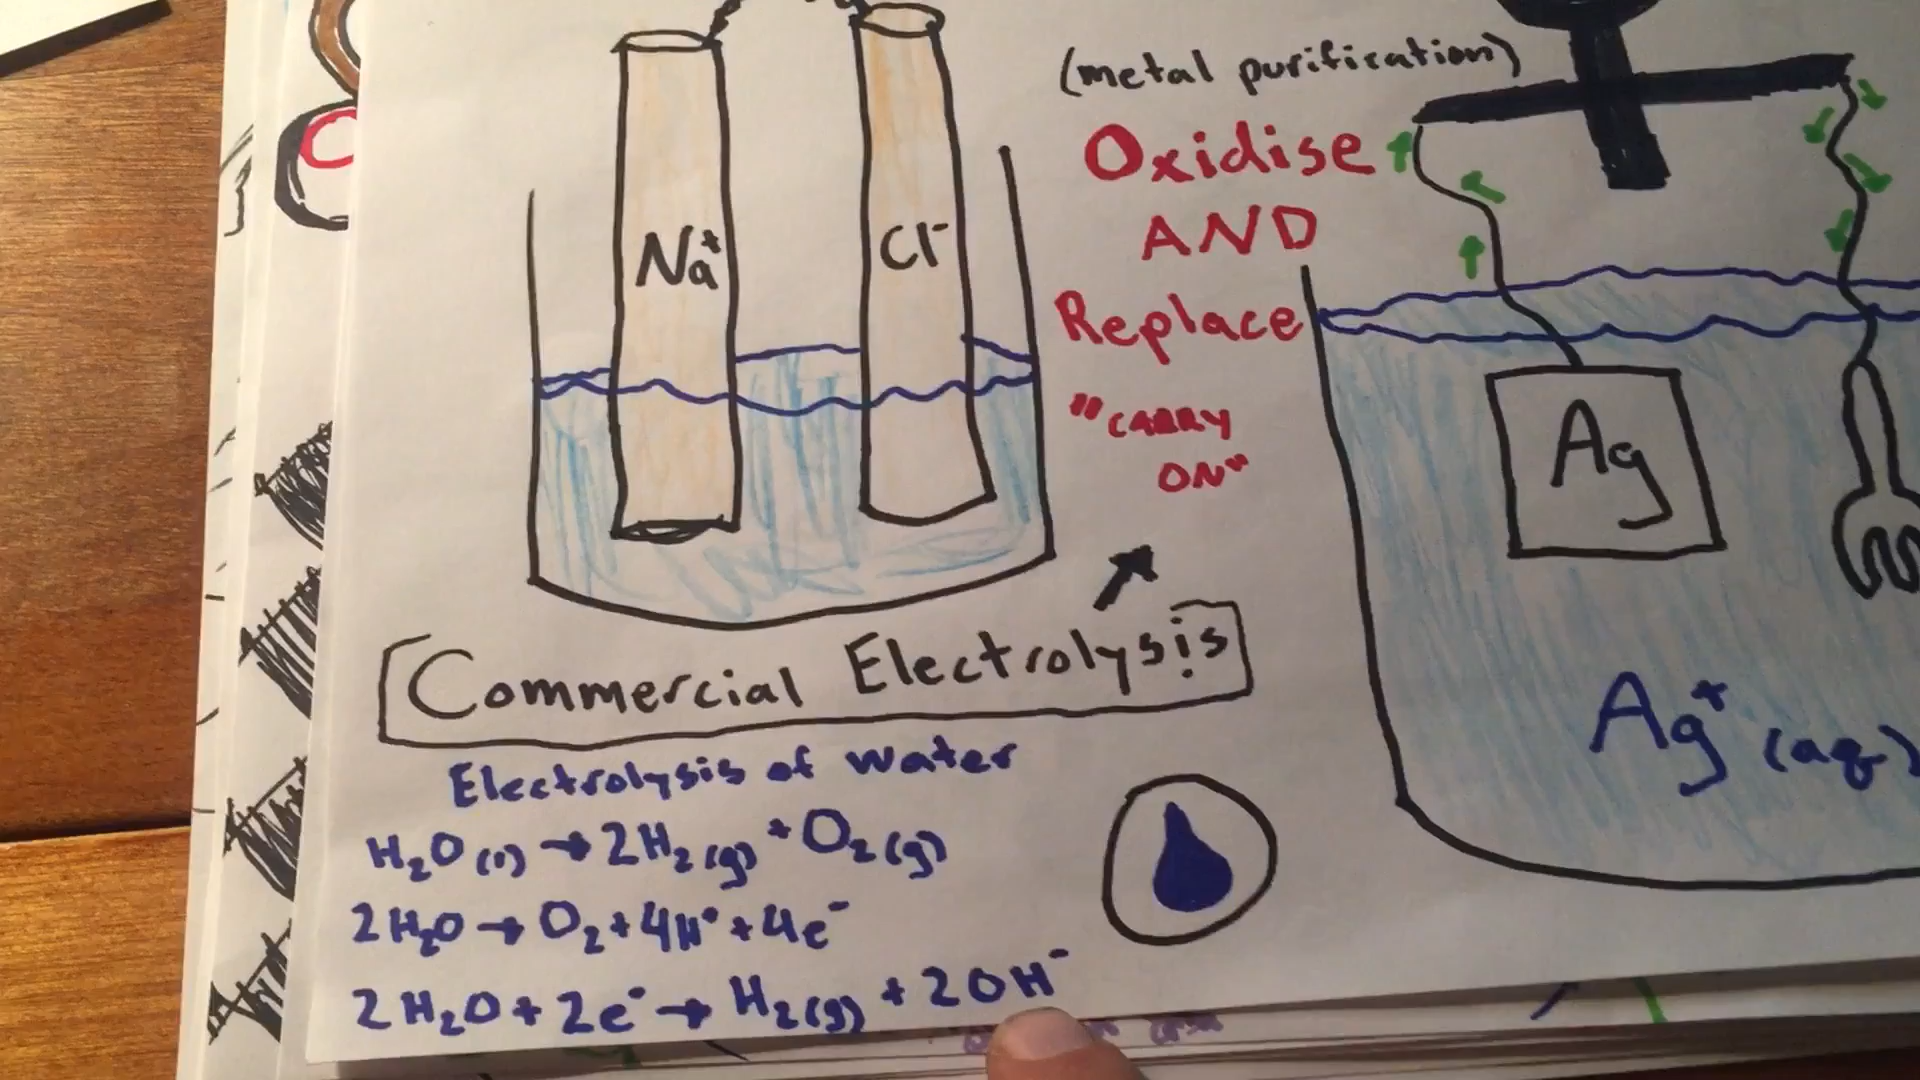 Na⁺
Cl⁻
(metal purification)
Oxidise
AND
Replace
"CARRY
ON"
Ag
Ag⁺ (aq)
Commercial Electrolysis
Electrolysis of water
H₂O (l) → 2H₂(g) + O₂(g)
2H₂O → O₂ + 4H⁺ + 4e⁻
2H₂O + 2e⁻ → H₂(g) + 2OH⁻